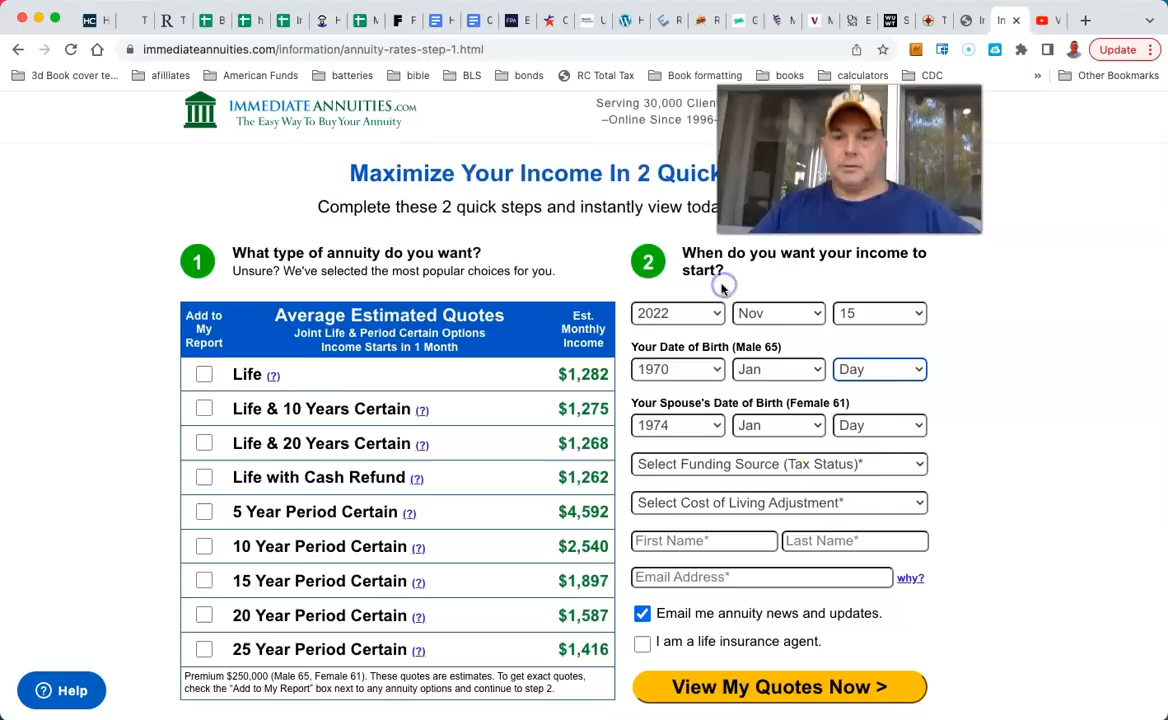 immediateannuities.com/information/annuity-rates-step-1.html
Update
3d Book cover te...
afilliates
American Funds
batteries
bible
BLS
bonds
RC Total Tax
Book formatting
books
calculators
CDC
»
Other Bookmarks
IMMEDIATE ANNUITIES.COM
The Easy Way To Buy Your Annuity
Serving 30,000 Client
–Online Since 1996–
Maximize Your Income In 2 Quick
Complete these 2 quick steps and instantly view toda
1
What type of annuity do you want?
Unsure? We've selected the most popular choices for you.
Add to My Report
Average Estimated Quotes
Joint Life & Period Certain Options
Income Starts in 1 Month
Est. Monthly Income
Life (?) $1,282
Life & 10 Years Certain (?) $1,275
Life & 20 Years Certain (?) $1,268
Life with Cash Refund (?) $1,262
5 Year Period Certain (?) $4,592
10 Year Period Certain (?) $2,540
15 Year Period Certain (?) $1,897
20 Year Period Certain (?) $1,587
25 Year Period Certain (?) $1,416
Premium $250,000 (Male 65, Female 61). These quotes are estimates. To get exact quotes,
check the "Add to My Report" box next to any annuity options and continue to step 2.
2
When do you want your income to
start?
2022 Nov 15
Your Date of Birth (Male 65)
1970 Jan Day
Your Spouse's Date of Birth (Female 61)
1974 Jan Day
Select Funding Source (Tax Status)*
Select Cost of Living Adjustment*
First Name* Last Name*
Email Address* why?
Email me annuity news and updates.
I am a life insurance agent.
View My Quotes Now >
Help